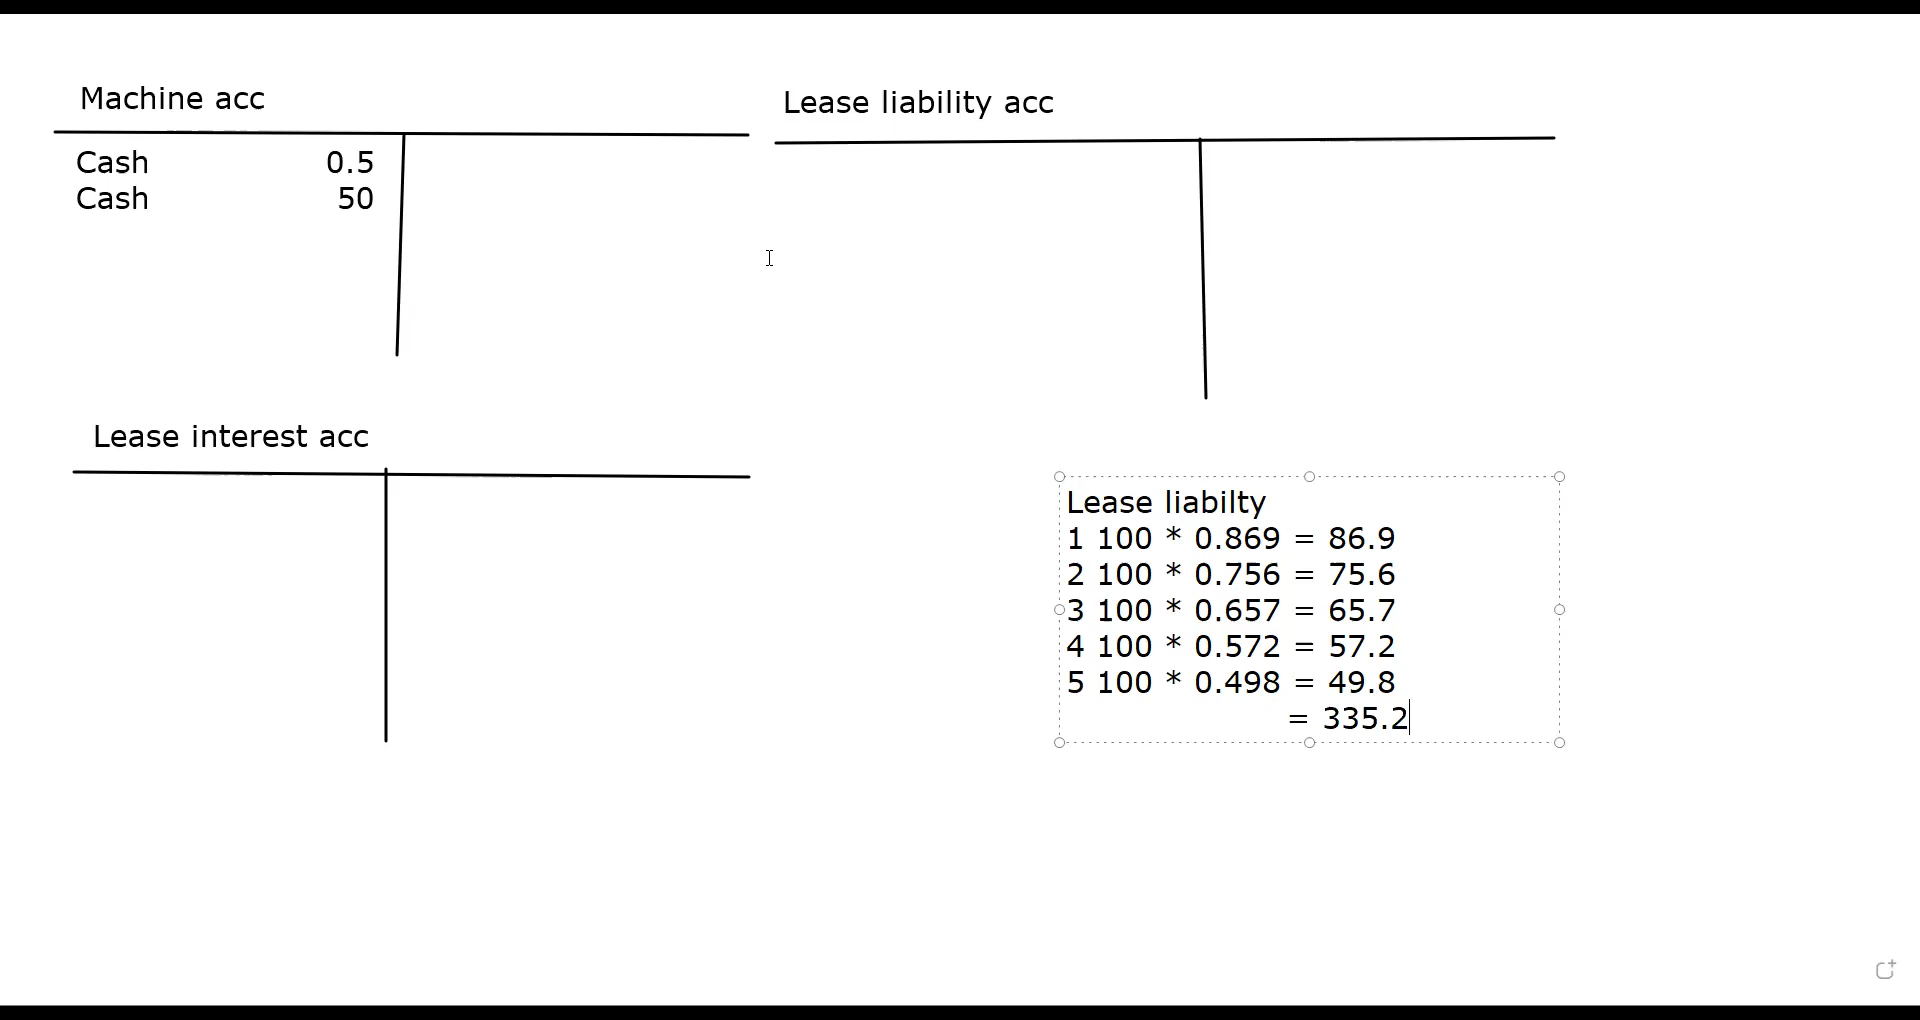 Machine acc
Cash 0.5
Cash 50
Lease liability acc
Lease interest acc
Lease liabilty
1 100 * 0.869 = 86.9
2 100 * 0.756 = 75.6
3 100 * 0.657 = 65.7
4 100 * 0.572 = 57.2
5 100 * 0.498 = 49.8
= 335.2